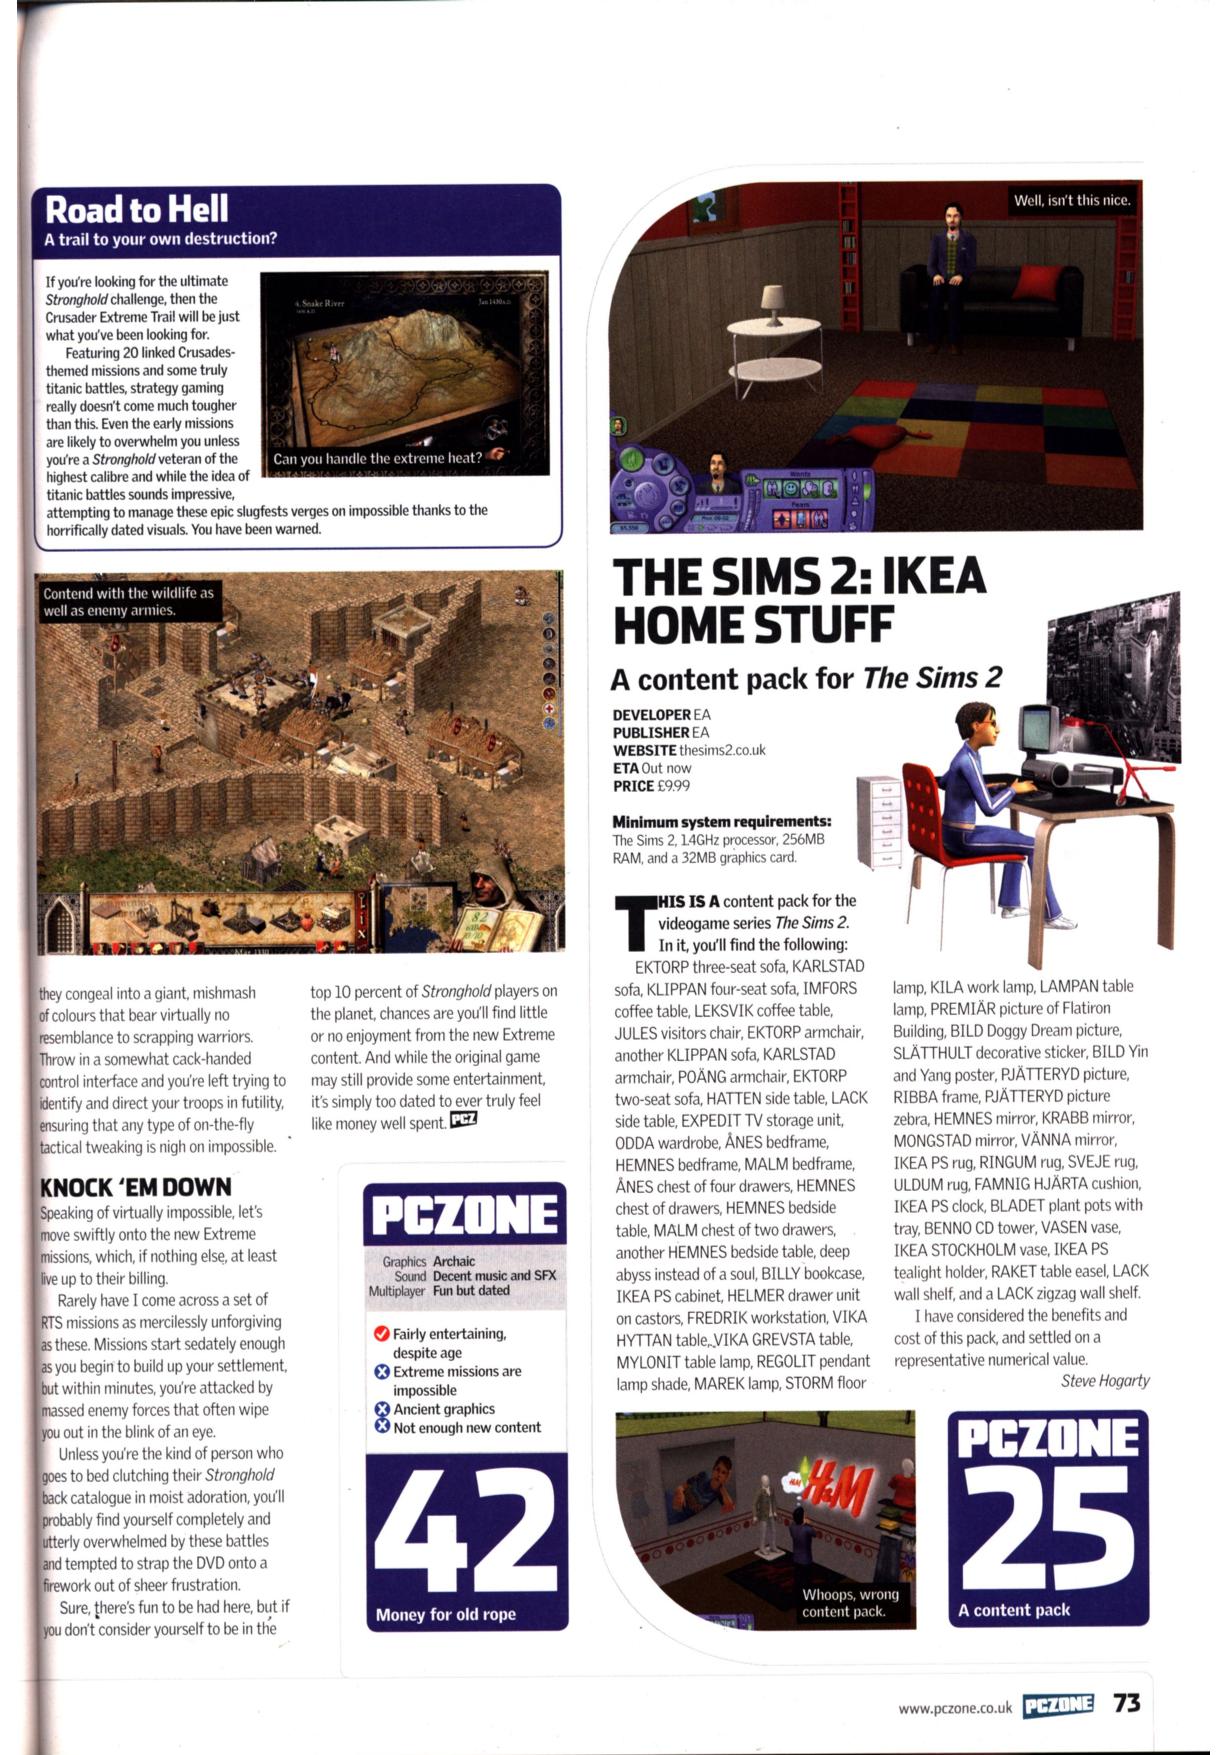 Road to Hell
A trail to your own destruction?
If you're looking for the ultimate
Stronghold challenge, then the
Crusader Extreme Trail will be just
what you've been looking for.
Featuring 20 linked Crusades-
themed missions and some truly
titanic battles, strategy gaming
really doesn't come much tougher
than this. Even the early missions
are likely to overwhelm you unless
you're a Stronghold veteran of the
highest calibre and while the idea of
titanic battles sounds impressive,
attempting to manage these epic slugfests verges on impossible thanks to the
horrifically dated visuals. You have been warned.
4. Snake River
Jan 1430 A.D.
Can you handle the extreme heat?
Contend with the wildlife as
well as enemy armies.
they congeal into a giant, mishmash
of colours that bear virtually no
resemblance to scrapping warriors.
Throw in a somewhat cack-handed
control interface and you're left trying to
identify and direct your troops in futility,
ensuring that any type of on-the-fly
tactical tweaking is nigh on impossible.
KNOCK 'EM DOWN
Speaking of virtually impossible, let's
move swiftly onto the new Extreme
missions, which, if nothing else, at least
live up to their billing.
Rarely have I come across a set of
RTS missions as mercilessly unforgiving
as these. Missions start sedately enough
as you begin to build up your settlement,
but within minutes, you're attacked by
massed enemy forces that often wipe
you out in the blink of an eye.
Unless you're the kind of person who
goes to bed clutching their Stronghold
back catalogue in moist adoration, you'll
probably find yourself completely and
utterly overwhelmed by these battles
and tempted to strap the DVD onto a
firework out of sheer frustration.
Sure, there's fun to be had here, but if
you don't consider yourself to be in the
top 10 percent of Stronghold players on
the planet, chances are you'll find little
or no enjoyment from the new Extreme
content. And while the original game
may still provide some entertainment,
it's simply too dated to ever truly feel
like money well spent. PCZ
PCZONE
Graphics Archaic
Sound Decent music and SFX
Multiplayer Fun but dated
Fairly entertaining,
despite age
Extreme missions are
impossible
Ancient graphics
Not enough new content
42
Money for old rope
Well, isn't this nice.
Wants
Fears
THE SIMS 2: IKEA
HOME STUFF
A content pack for The Sims 2
DEVELOPER EA
PUBLISHER EA
WEBSITE thesims2.co.uk
ETA Out now
PRICE £9.99
Minimum system requirements:
The Sims 2, 1.4GHz processor, 256MB
RAM, and a 32MB graphics card.
THIS IS A content pack for the
videogame series The Sims 2.
In it, you'll find the following:
EKTORP three-seat sofa, KARLSTAD
sofa, KLIPPAN four-seat sofa, IMFORS
coffee table, LEKSVIK coffee table,
JULES visitors chair, EKTORP armchair,
another KLIPPAN sofa, KARLSTAD
armchair, POÄNG armchair, EKTORP
two-seat sofa, HATTEN side table, LACK
side table, EXPEDIT TV storage unit,
ODDA wardrobe, ÅNES bedframe,
HEMNES bedframe, MALM bedframe,
ÅNES chest of four drawers, HEMNES
chest of drawers, HEMNES bedside
table, MALM chest of two drawers,
another HEMNES bedside table, deep
abyss instead of a soul, BILLY bookcase,
IKEA PS cabinet, HELMER drawer unit
on castors, FREDRIK workstation, VIKA
HYTTAN table, VIKA GREVSTA table,
MYLONIT table lamp, REGOLIT pendant
lamp shade, MAREK lamp, STORM floor
lamp, KILA work lamp, LAMPAN table
lamp, PREMIÄR picture of Flatiron
Building, BILD Doggy Dream picture,
SLÄTTHULT decorative sticker, BILD Yin
and Yang poster, PJÄTTERYD picture,
RIBBA frame, PJÄTTERYD picture
zebra, HEMNES mirror, KRABB mirror,
MONGSTAD mirror, VÄNNA mirror,
IKEA PS rug, RINGUM rug, SVEJE rug,
ULDUM rug, FAMNIG HJÄRTA cushion,
IKEA PS clock, BLADET plant pots with
tray, BENNO CD tower, VASEN vase,
IKEA STOCKHOLM vase, IKEA PS
tealight holder, RAKET table easel, LACK
wall shelf, and a LACK zigzag wall shelf.
I have considered the benefits and
cost of this pack, and settled on a
representative numerical value.
Steve Hogarty
H&M
Whoops, wrong
content pack.
PCZONE
25
A content pack
www.pczone.co.uk PCZONE 73